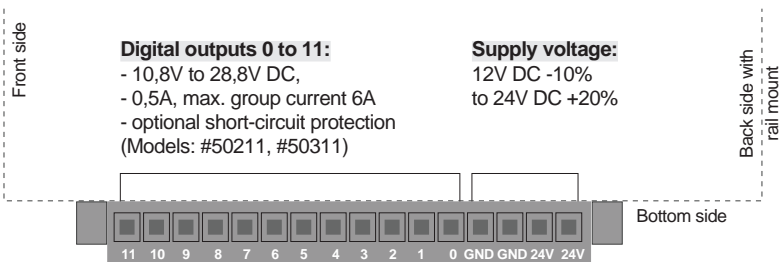 Front side
Digital outputs 0 to 11:
- 10,8V to 28,8V DC,
- 0,5A, max. group current 6A
- optional short-circuit protection
(Models: #50211, #50311)
Supply voltage:
12V DC -10%
to 24V DC +20%
Back side with
rail mount
Bottom side
11 10 9 8 7 6 5 4 3 2 1 0 GND GND 24V 24V